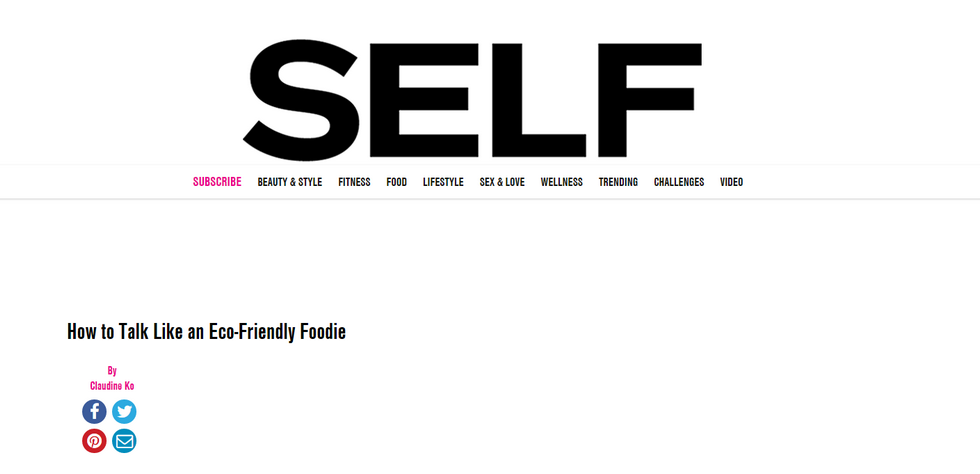 SELF
SUBSCRIBE BEAUTY & STYLE FITNESS FOOD LIFESTYLE SEX & LOVE WELLNESS TRENDING CHALLENGES VIDEO
How to Talk Like an Eco-Friendly Foodie
By
Claudine Ko